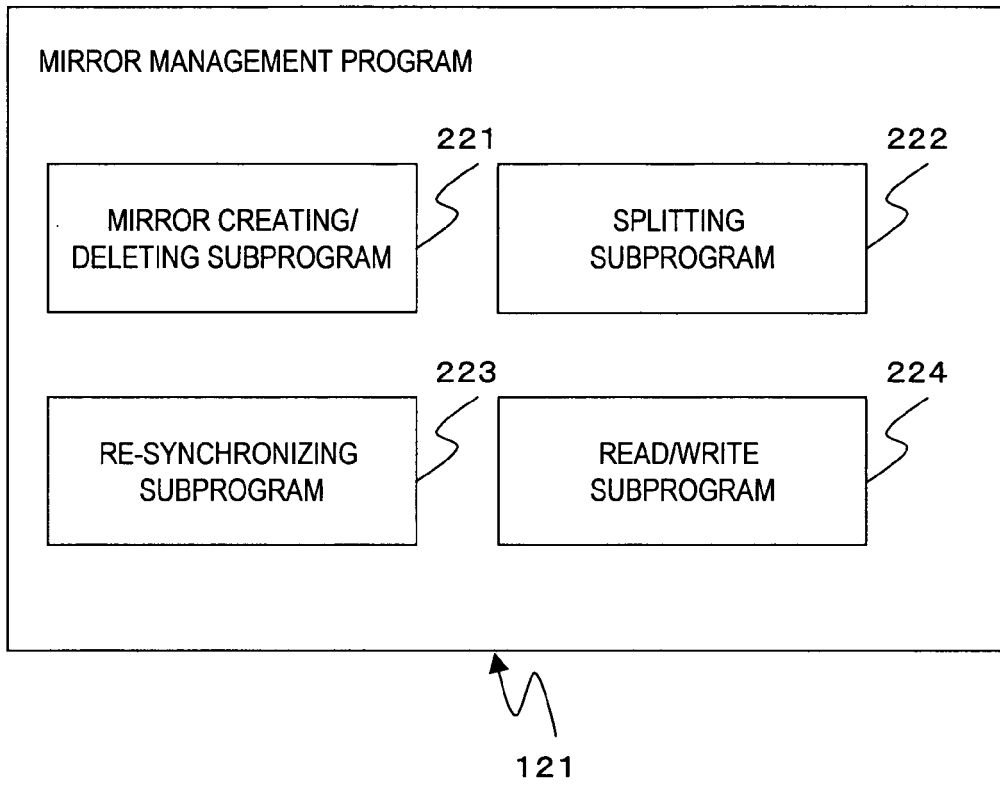 MIRROR MANAGEMENT PROGRAM
221
222
MIRROR CREATING/
DELETING SUBPROGRAM
SPLITTING
SUBPROGRAM
223
224
RE-SYNCHRONIZING
SUBPROGRAM
READ/WRITE
SUBPROGRAM
121